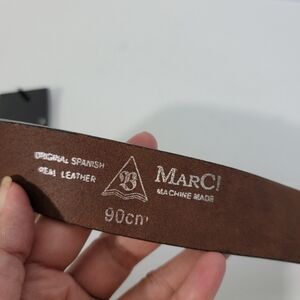 ORIGINAL SPANISH
REAL LEATHER
B
MARCI
MACHINE MADE
90cm